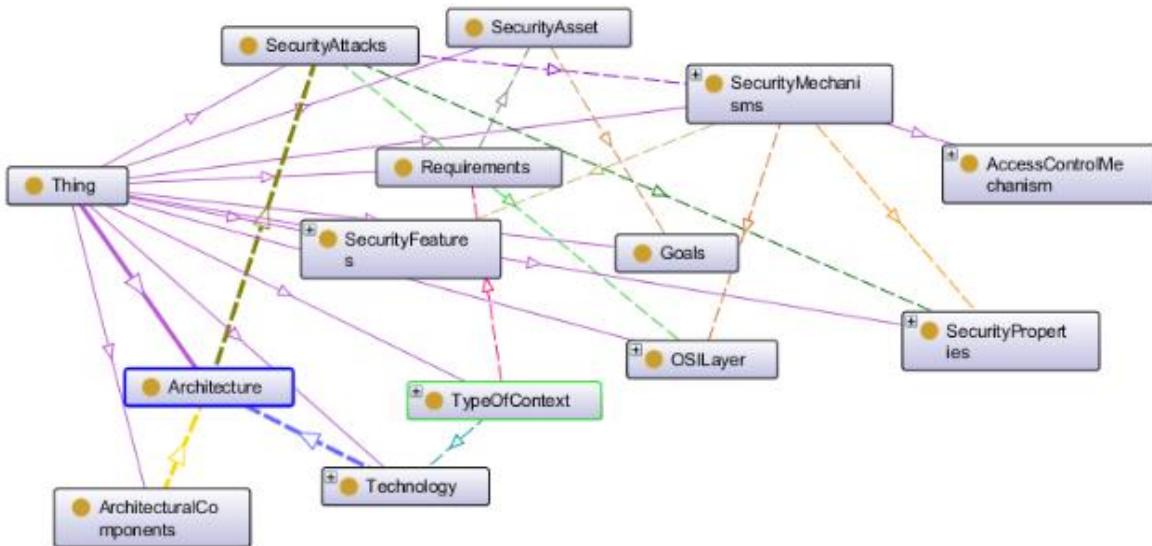 SecurityAsset
SecurityAttacks
SecurityMechani
sms
AccessControlMe
chanism
Requirements
Thing
SecurityFeature
s
Goals
SecurityPropert
ies
OSILayer
Architecture
TypeOfContext
Technology
ArchitecturalCo
mponents